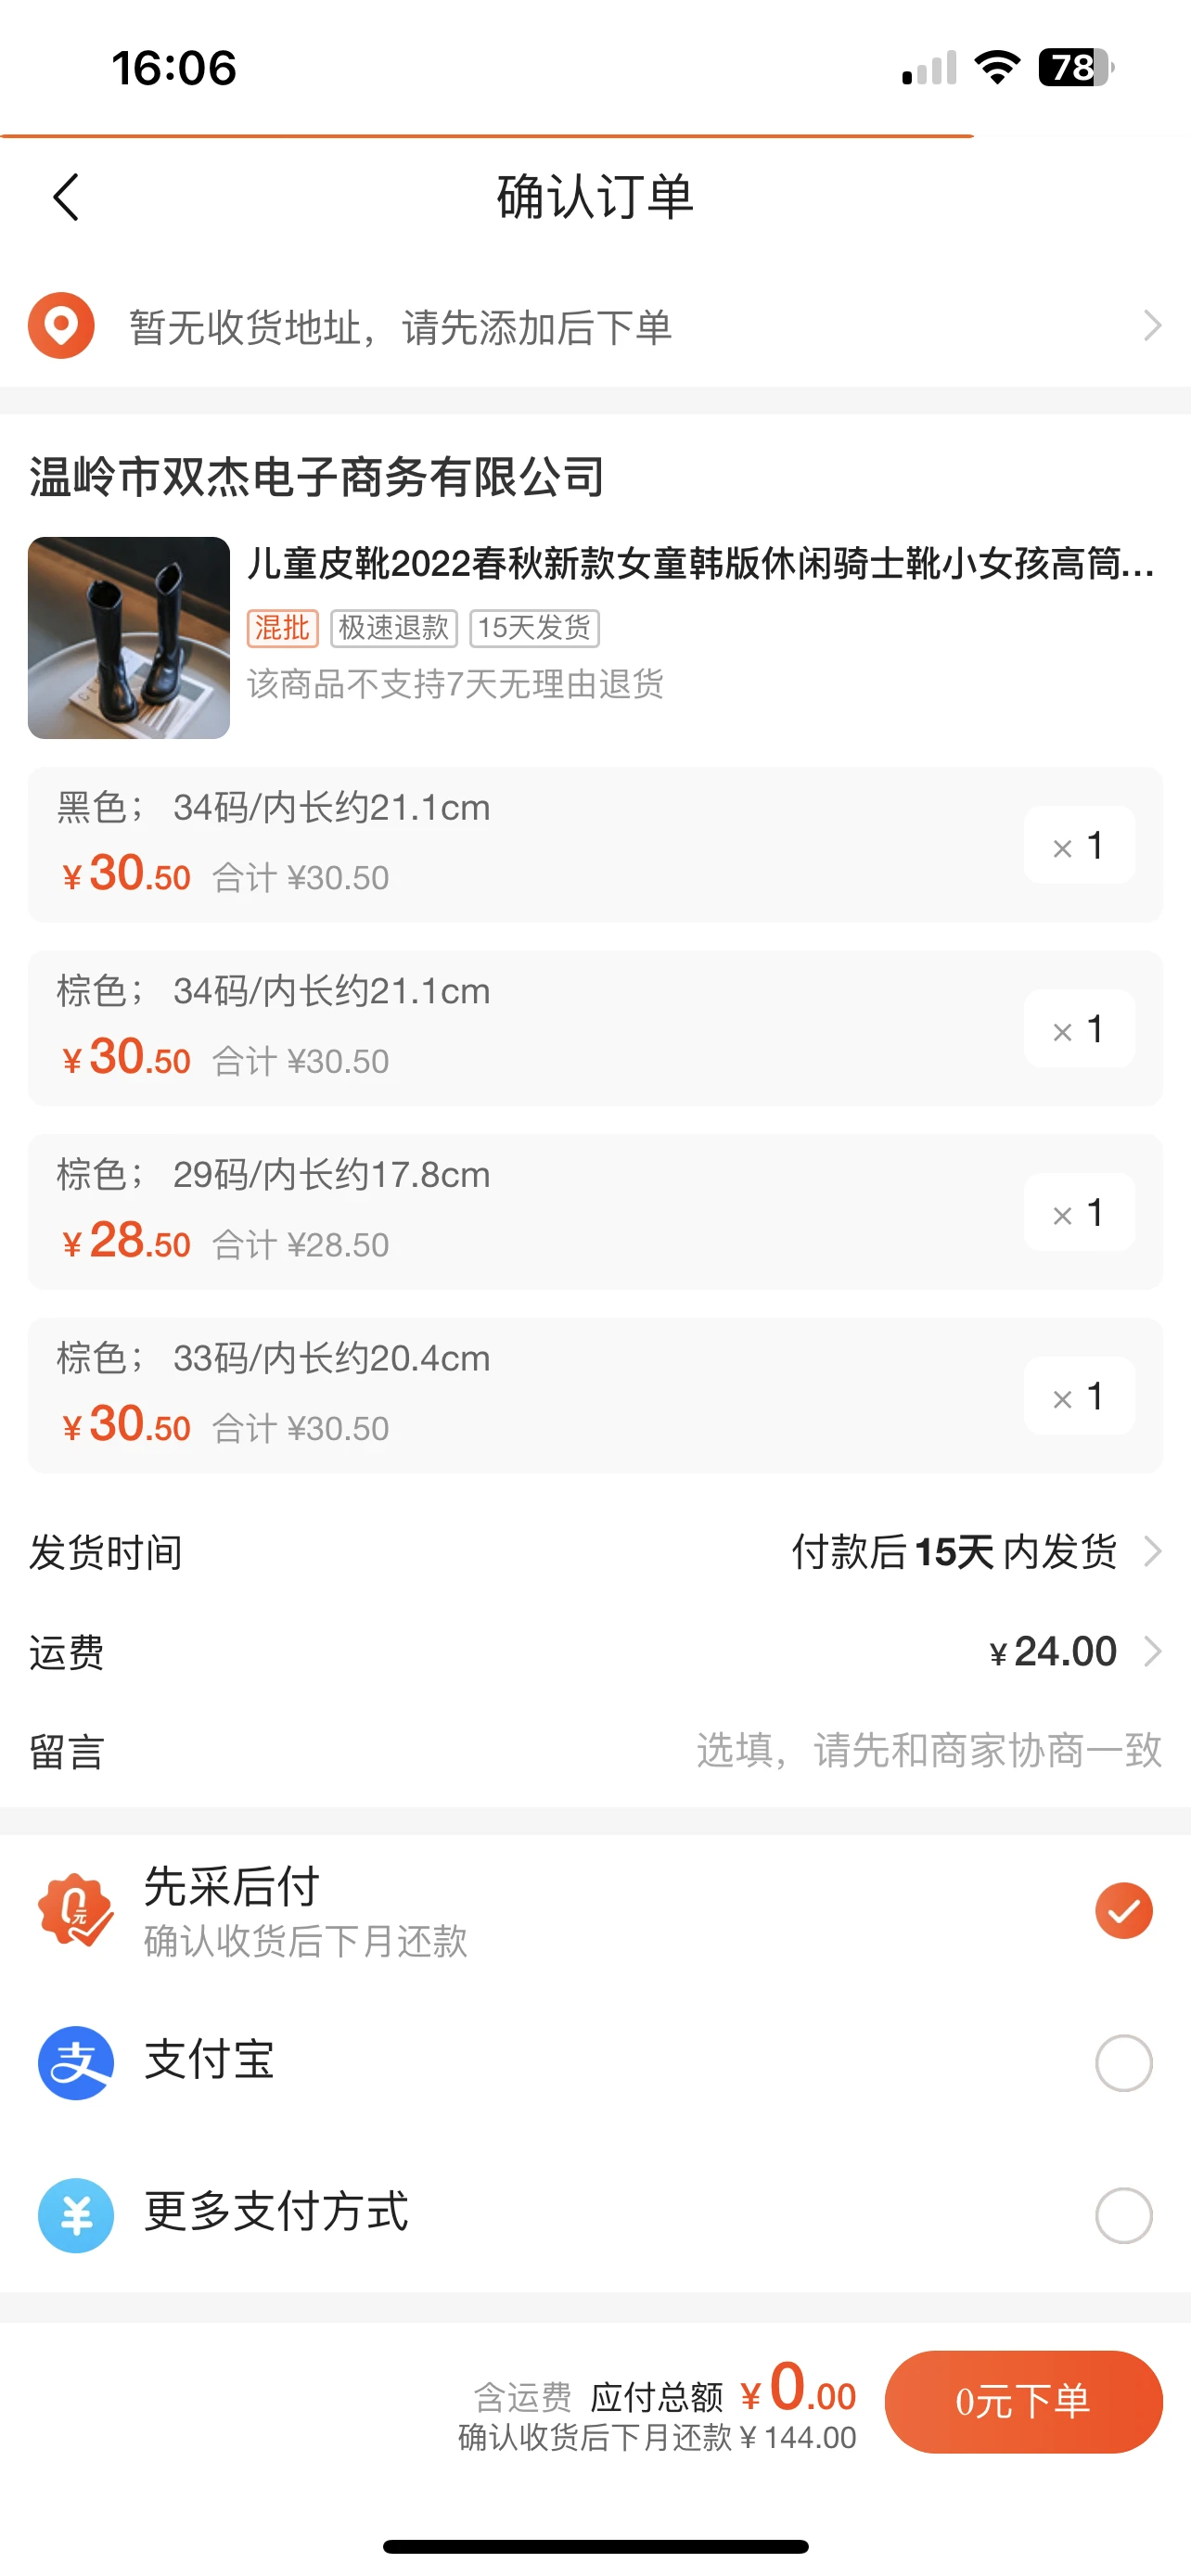 16:06
78
确认订单
暂无收货地址，请先添加后下单
温岭市双杰电子商务有限公司
儿童皮靴2022春秋新款女童韩版休闲骑士靴小女孩高筒...
混批 极速退款 15天发货
该商品不支持7天无理由退货
黑色； 34码/内长约21.1cm
¥30.50 合计 ¥30.50
× 1
棕色； 34码/内长约21.1cm
¥30.50 合计 ¥30.50
× 1
棕色； 29码/内长约17.8cm
¥28.50 合计 ¥28.50
× 1
棕色； 33码/内长约20.4cm
¥30.50 合计 ¥30.50
× 1
发货时间 付款后15天内发货
运费 ¥24.00
留言 选填，请先和商家协商一致
0元
先采后付
确认收货后下月还款
支 支付宝
¥ 更多支付方式
含运费 应付总额 ¥0.00
确认收货后下月还款¥144.00
0元下单